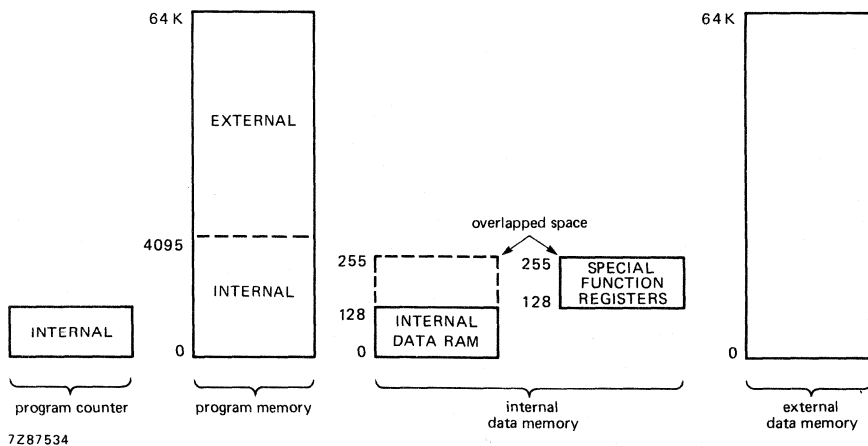 64 K
64 K
EXTERNAL
overlapped space
4095
255
255
SPECIAL
FUNCTION
REGISTERS
INTERNAL
128
128
INTERNAL
INTERNAL
DATA RAM
0
0
0
program counter
program memory
internal
data memory
external
data memory
7Z87534